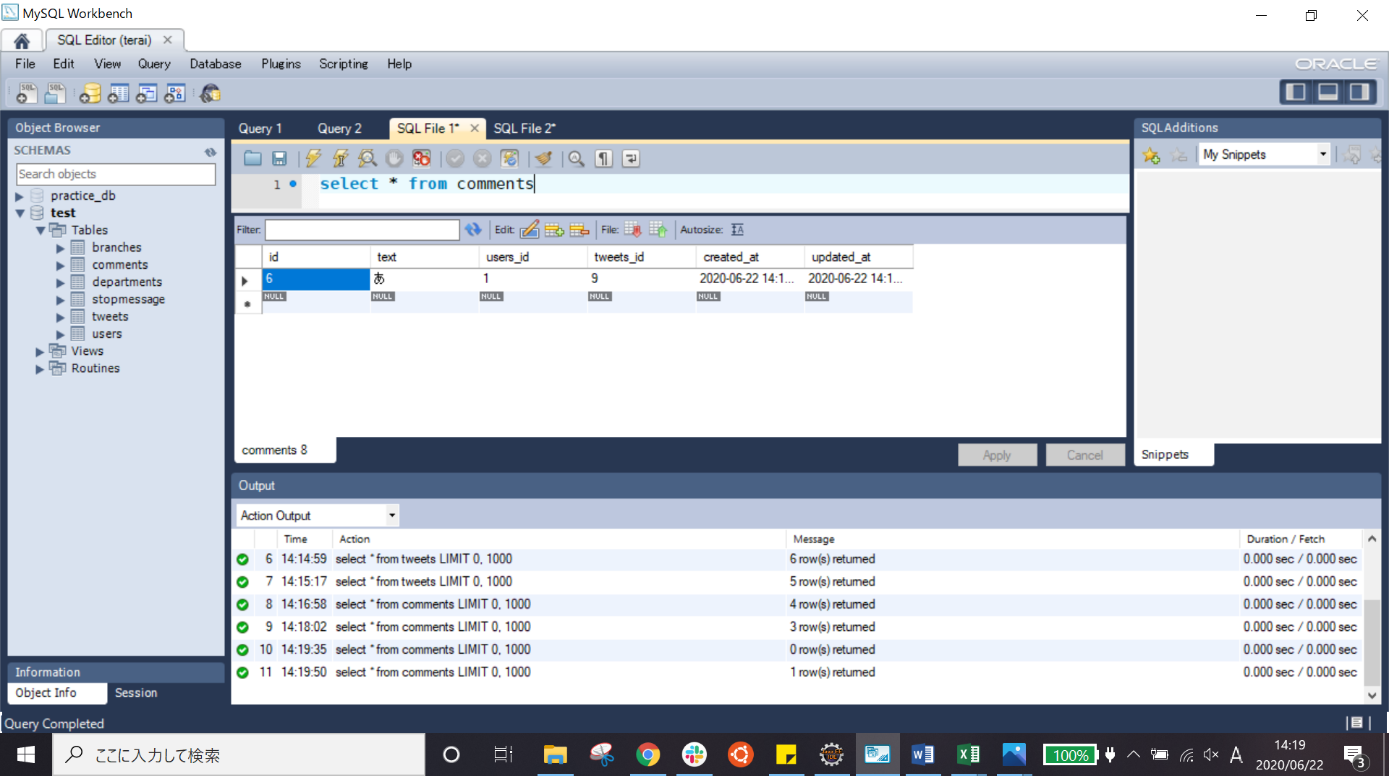 MySQL Workbench
SQL Editor (terai)
File Edit View Query Database Plugins Scripting Help
ORACLE
Object Browser
SCHEMAS
Search objects
practice_db
test
Tables
branches
comments
departments
stopmessage
tweets
users
Views
Routines
Information
Object Info Session
Query 1 Query 2 SQL File 1* SQL File 2*
1 select * from comments
Filter: Edit: File: Autosize:
id text users_id tweets_id created_at updated_at
6 あ 1 9 2020-06-22 14:1... 2020-06-22 14:1...
NULL NULL NULL NULL NULL NULL
comments 8
Apply Cancel
SQL Additions
My Snippets
Snippets
Output
Action Output
Time Action Message Duration / Fetch
6 14:14:59 select * from tweets LIMIT 0, 1000 6 row(s) returned 0.000 sec / 0.000 sec
7 14:15:17 select * from tweets LIMIT 0, 1000 5 row(s) returned 0.000 sec / 0.000 sec
8 14:16:58 select * from comments LIMIT 0, 1000 4 row(s) returned 0.000 sec / 0.000 sec
9 14:18:02 select * from comments LIMIT 0, 1000 3 row(s) returned 0.000 sec / 0.000 sec
10 14:19:35 select * from comments LIMIT 0, 1000 0 row(s) returned 0.000 sec / 0.000 sec
11 14:19:50 select * from comments LIMIT 0, 1000 1 row(s) returned 0.000 sec / 0.000 sec
Query Completed
ここに入力して検索
100%
A
14:19
2020/06/22
3